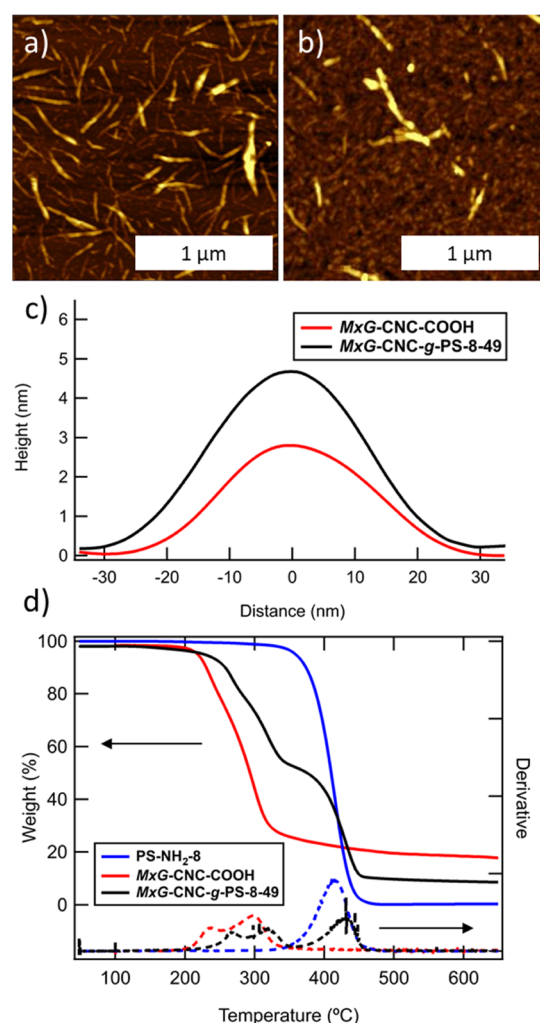 a)
b)
1 μm
1 μm
c)
6
5
4
3
2
1
0
Height (nm)
MxG-CNC-COOH
MxG-CNC-g-PS-8-49
-30 -20 -10 0 10 20 30
Distance (nm)
d)
100
80
60
40
20
0
Weight (%)
Derivative
PS-NH₂-8
MxG-CNC-COOH
MxG-CNC-g-PS-8-49
100 200 300 400 500 600
Temperature (ºC)